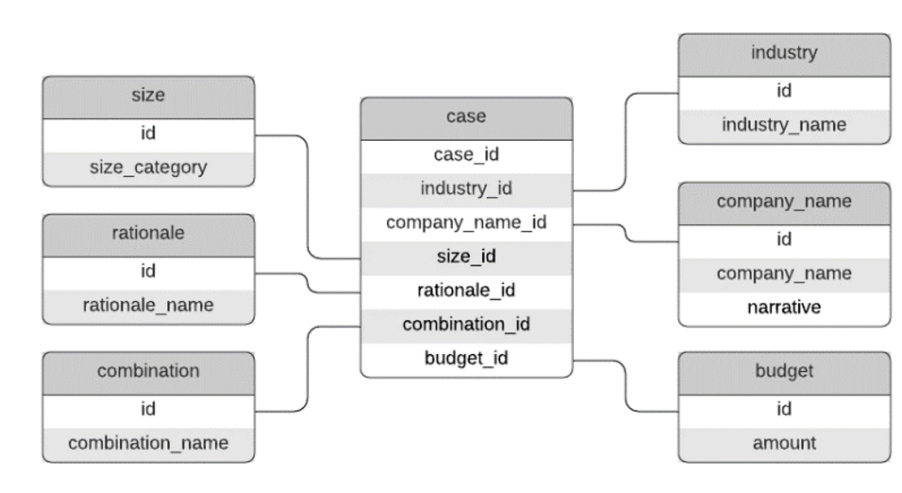 size
id
size_category
rationale
id
rationale_name
combination
id
combination_name
case
case_id
industry_id
company_name_id
size_id
rationale_id
combination_id
budget_id
industry
id
industry_name
company_name
id
company_name
narrative
budget
id
amount